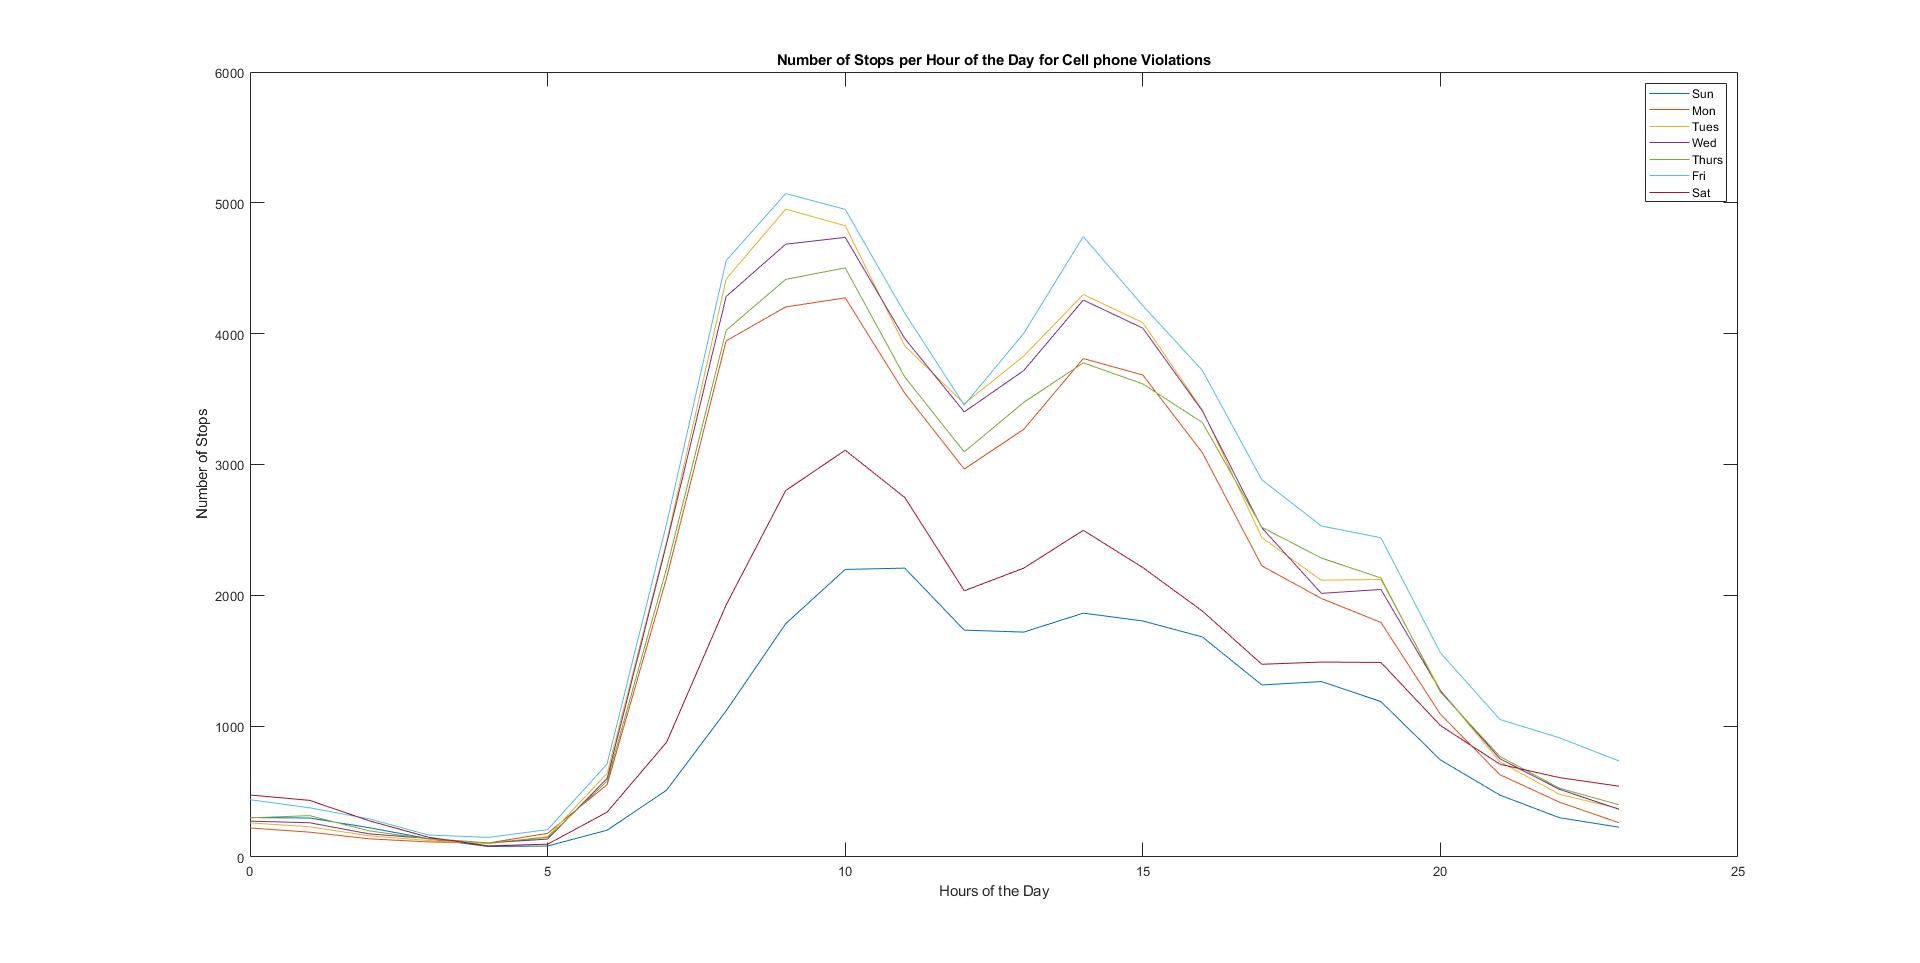 Number of Stops per Hour of the Day for Cell phone Violations
6000
5000
4000
3000
2000
1000
0
Number of Stops
Sun
Mon
Tues
Wed
Thurs
Fri
Sat
0 5 10 15 20 25
Hours of the Day